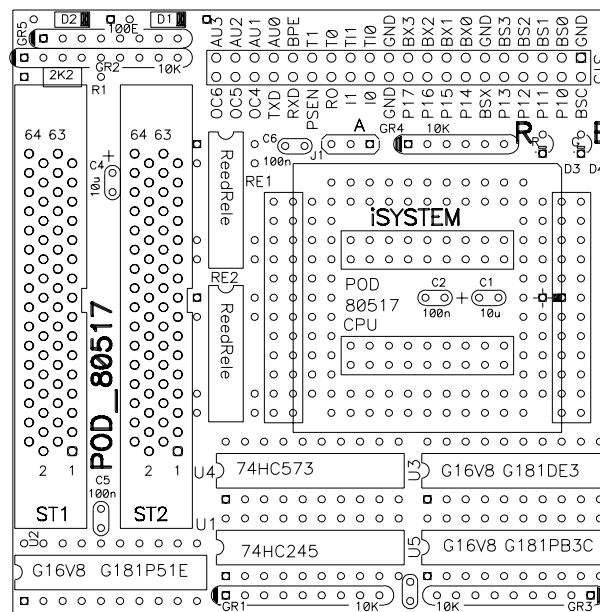 GR5
D2
D1
100E
GR2
10K
2K2
R1
AU3 AU2 AU1 AU0 BPE T1 T0 TI1 TI0 GND BX3 BX2 BX1 BX0 GND BS3 BS2 BS1 BS0 GND
OC6 OC5 OC4 TXD RXD PSEN RO I1 I0 GND P17 P16 P15 P14 BSX P13 P12 P11 P10 BSC
64 63
64 63
C4
10u
ReedRele
RE1
C6
100n
J1
A
GR4
10K
R
D3
D4
iSYSTEM
RE2
ReedRele
POD
80517
CPU
C2
100n
C1
10u
POD_80517
2 1
2 1
C5
100n
ST1
ST2
U4
74HC573
U3
G16V8 G181DE3
U2
U1
74HC245
U5
G16V8 G181PB3C
G16V8 G181P51E
GR1
10K
10K
GR3